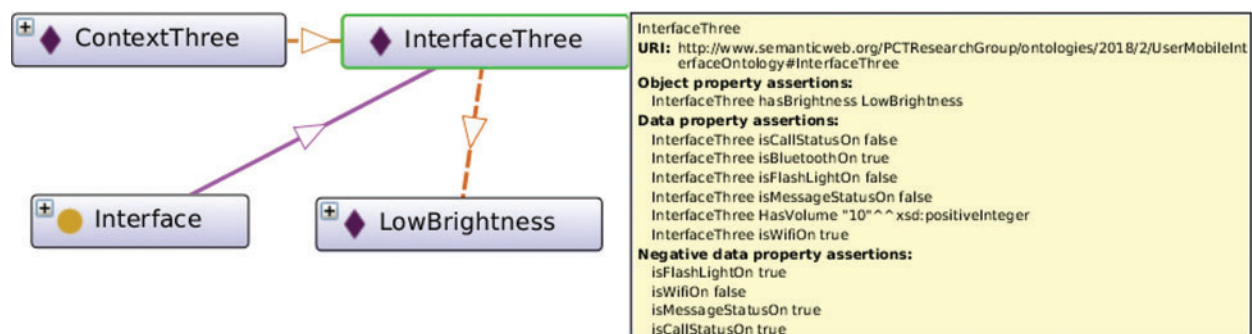 ContextThree
InterfaceThree
Interface
LowBrightness
InterfaceThree
URI: http://www.semanticweb.org/PCTResearchGroup/ontologies/2018/2/UserMobileInt
erfaceOntology#InterfaceThree
Object property assertions:
InterfaceThree hasBrightness LowBrightness
Data property assertions:
InterfaceThree isCallStatusOn false
InterfaceThree isBluetoothOn true
InterfaceThree isFlashLightOn false
InterfaceThree isMessageStatusOn false
InterfaceThree HasVolume "10"^^xsd:positiveInteger
InterfaceThree isWifiOn true
Negative data property assertions:
isFlashLightOn true
isWifiOn false
isMessageStatusOn true
isCallStatusOn true